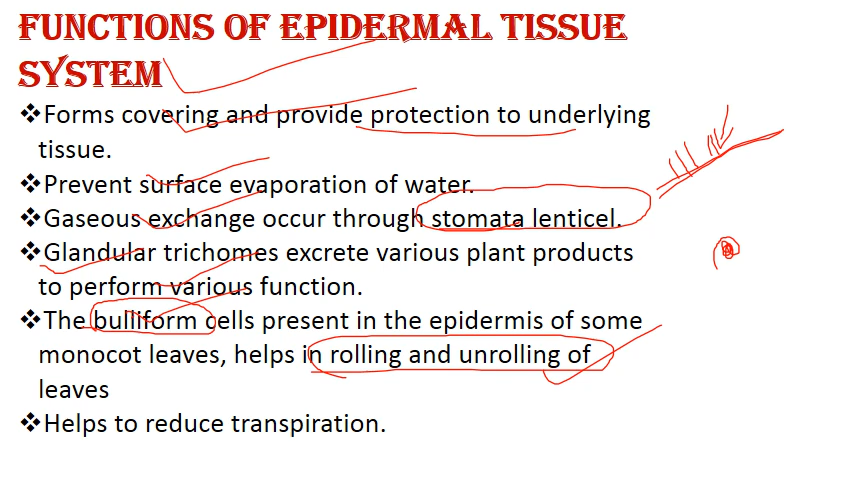 FUNCTIONS OF EPIDERMAL TISSUE
SYSTEM
❖Forms covering and provide protection to underlying
tissue.
❖Prevent surface evaporation of water.
❖Gaseous exchange occur through stomata lenticel.
❖Glandular trichomes excrete various plant products
to perform various function.
❖The bulliform cells present in the epidermis of some
monocot leaves, helps in rolling and unrolling of
leaves
❖Helps to reduce transpiration.